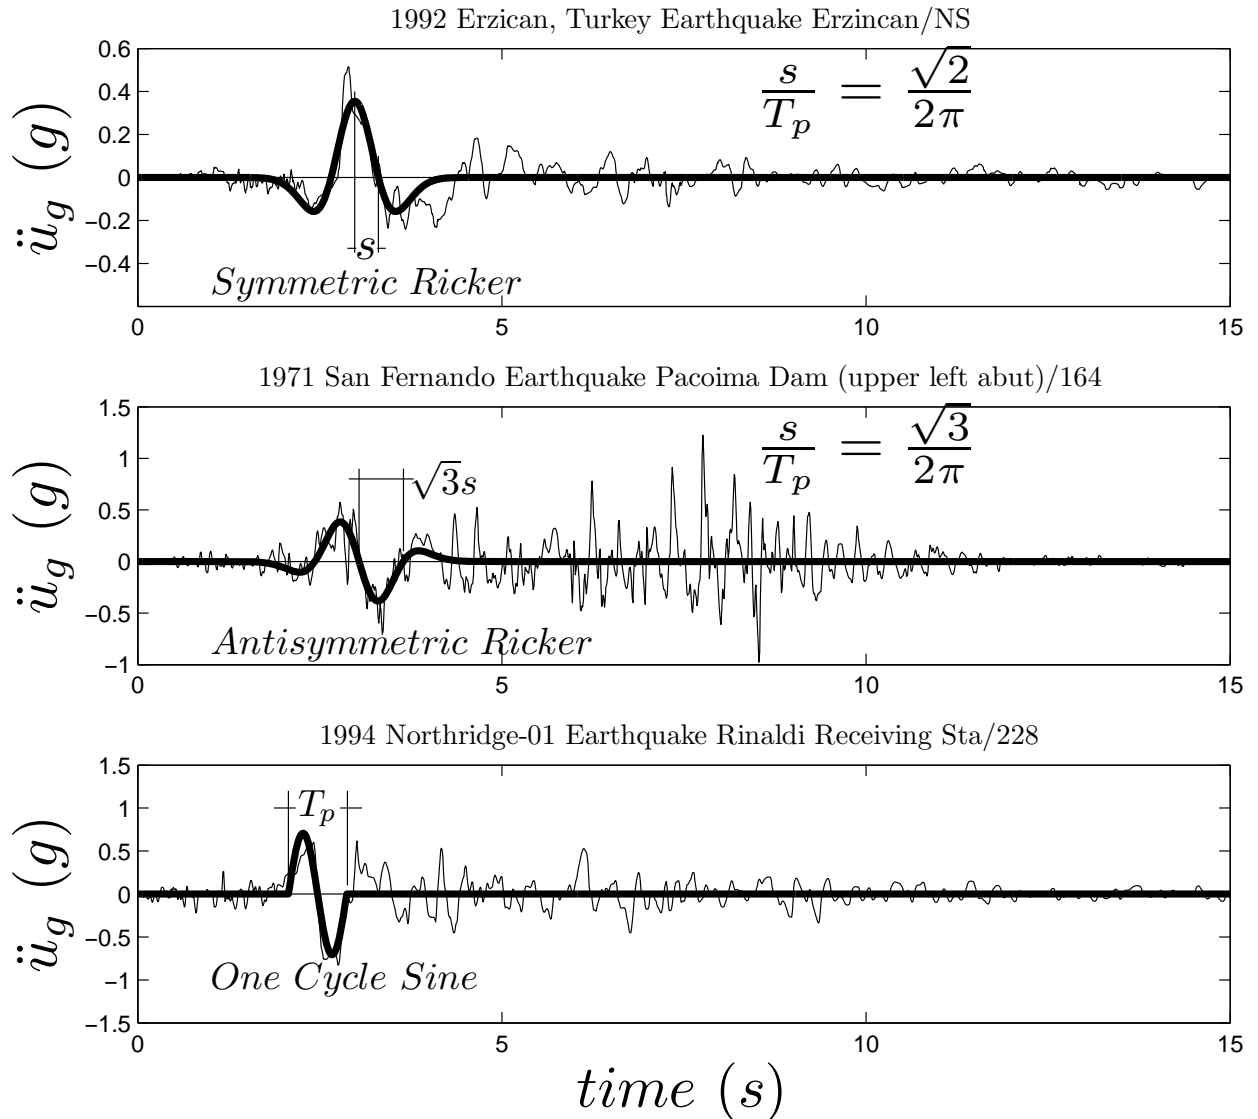 1992 Erzican, Turkey Earthquake Erzincan/NS
0.6
0.4
0.2
0
−0.2
−0.4
ü_g (g)
s/T_p = √2/2π
s
Symmetric Ricker
0 5 10 15
1971 San Fernando Earthquake Pacoima Dam (upper left abut)/164
1.5
1
0.5
0
−0.5
−1
ü_g (g)
s/T_p = √3/2π
√3s
Antisymmetric Ricker
0 5 10 15
1994 Northridge-01 Earthquake Rinaldi Receiving Sta/228
1.5
1
0.5
0
−0.5
−1
−1.5
ü_g (g)
T_p
One Cycle Sine
0 5 10 15
time (s)